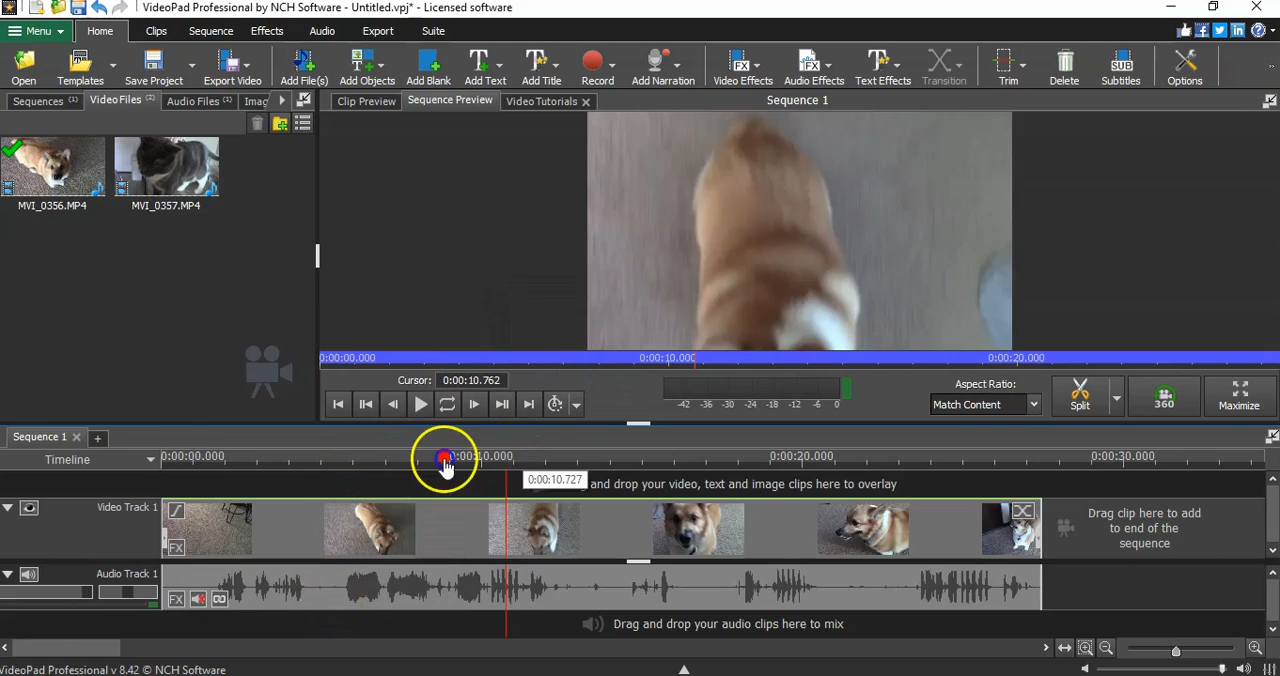 VideoPad Professional by NCH Software - Untitled.vpj* - Licensed software
Menu Home Clips Sequence Effects Audio Export Suite
Open Templates Save Project Export Video Add File(s) Add Objects Add Blank Add Text Add Title Record Add Narration Video Effects Audio Effects Text Effects Transition Trim Delete Subtitles Options
Sequences (1) Video Files (2) Audio Files (1) Imag
Clip Preview Sequence Preview Video Tutorials Sequence 1
MVI_0356.MP4 MVI_0357.MP4
0:00:00.000 0:00:10.000 0:00:20.000
Cursor: 0:00:10.762
-42 -36 -30 -24 -18 -12 -6 0
Aspect Ratio:
Match Content
Split 360 Maximize
Sequence 1
Timeline
0:00:00.000 0:00:10.000 0:00:20.000 0:00:30.000
0:00:10.727
and drop your video, text and image clips here to overlay
Video Track 1
FX
Drag clip here to add
to end of the
sequence
Audio Track 1
FX
Drag and drop your audio clips here to mix
VideoPad Professional v 8.42 © NCH Software